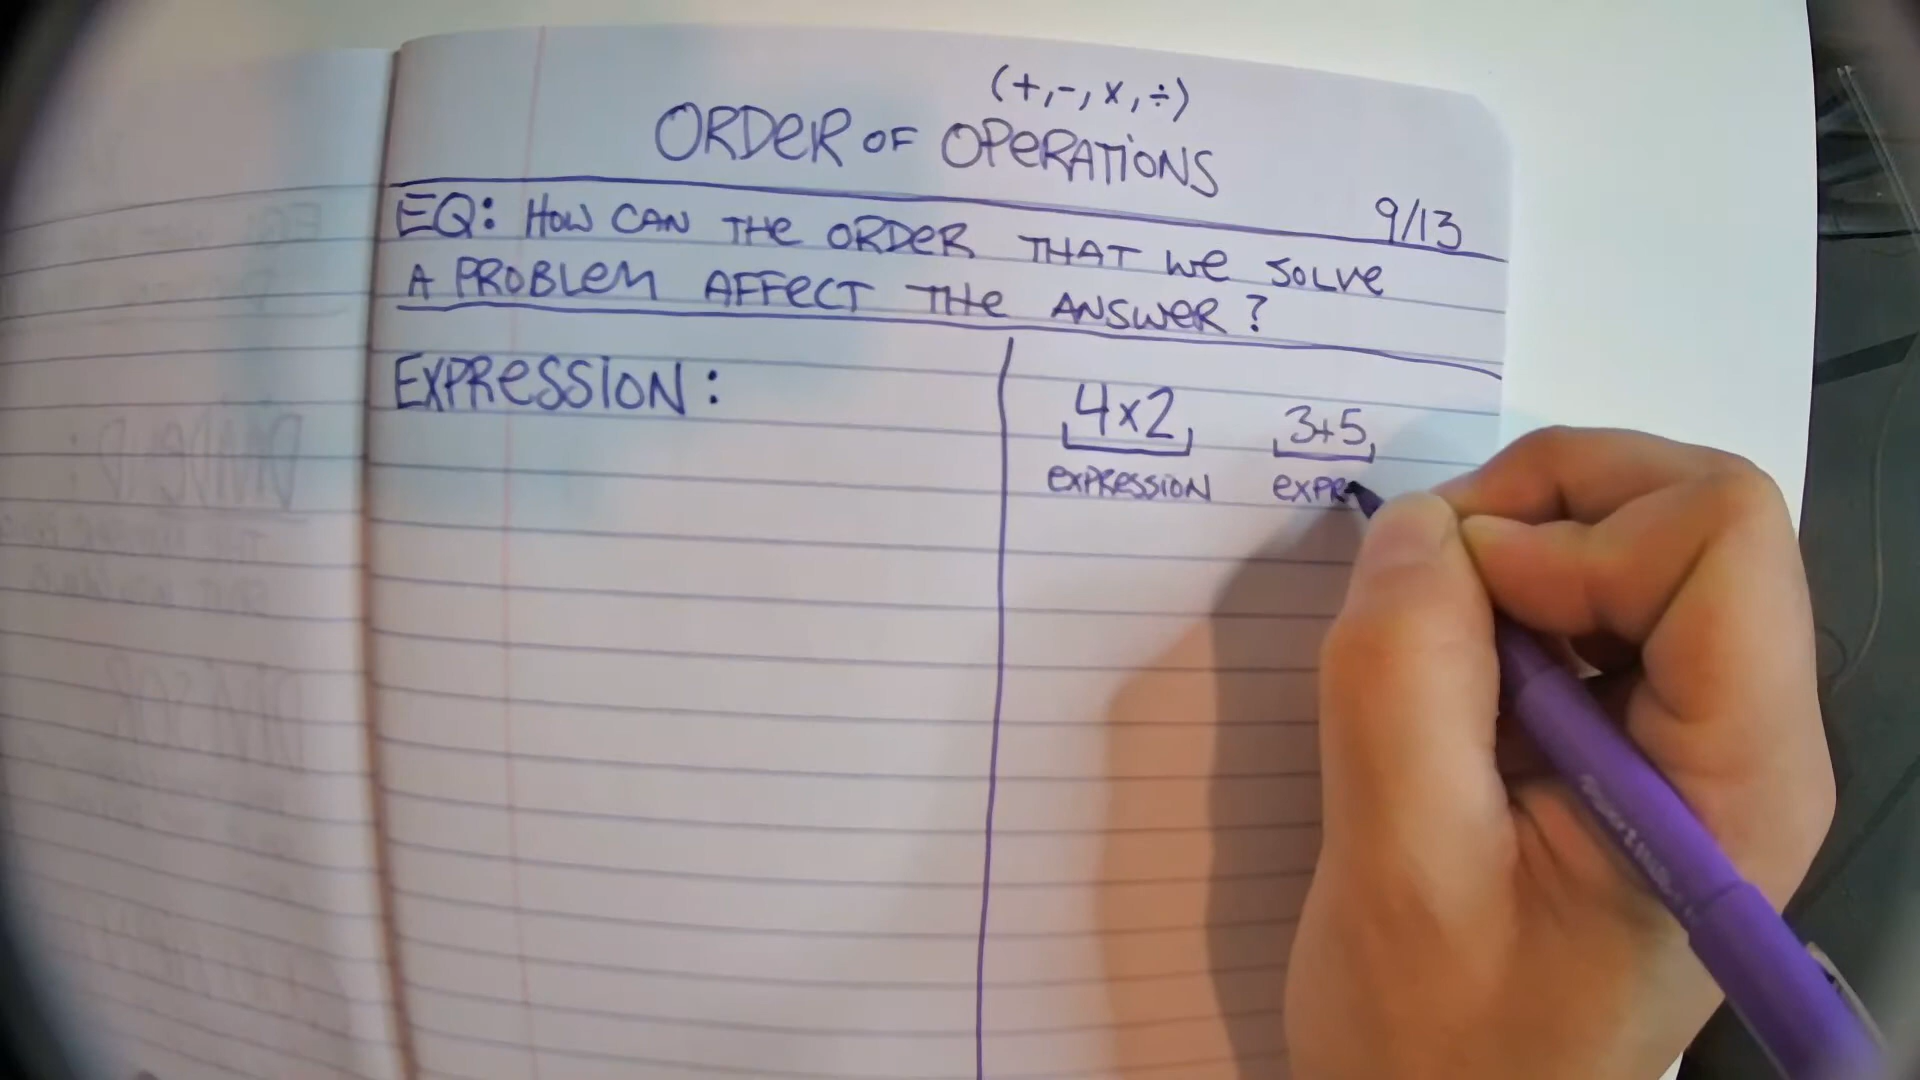 (+,-,x,÷)
ORDER OF OPERATIONS
9/13
EQ: HOW CAN THE ORDER THAT WE SOLVE
A PROBLEM AFFECT THE ANSWER?
EXPRESSION:
4x2 3+5
EXPRESSION EXPR